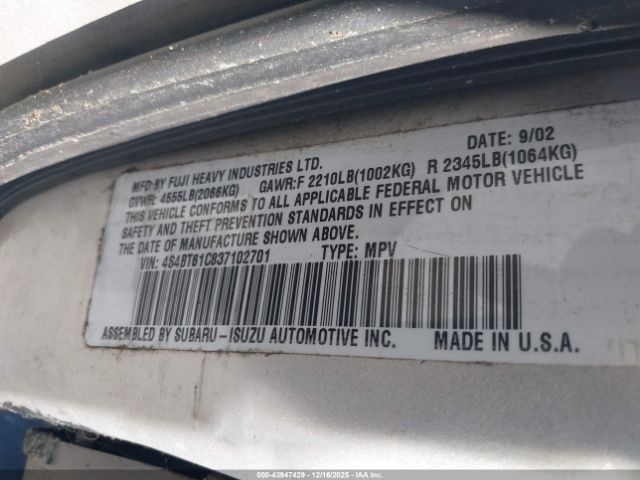 DATE: 9/02
MFD BY FUJI HEAVY INDUSTRIES LTD.
GVWR: 4555LB(2066KG) GAWR:F 2210LB(1002KG) R 2345LB(1064KG)
THIS VEHICLE CONFORMS TO ALL APPLICABLE FEDERAL MOTOR VEHICLE
SAFETY AND THEFT PREVENTION STANDARDS IN EFFECT ON
THE DATE OF MANUFACTURE SHOWN ABOVE.
VIN: 4S4BT61C837102701 TYPE: MPV
ASSEMBLED BY SUBARU-ISUZU AUTOMOTIVE INC. MADE IN U.S.A.
000-43947429 - 12/16/2025 - IAAI.COM